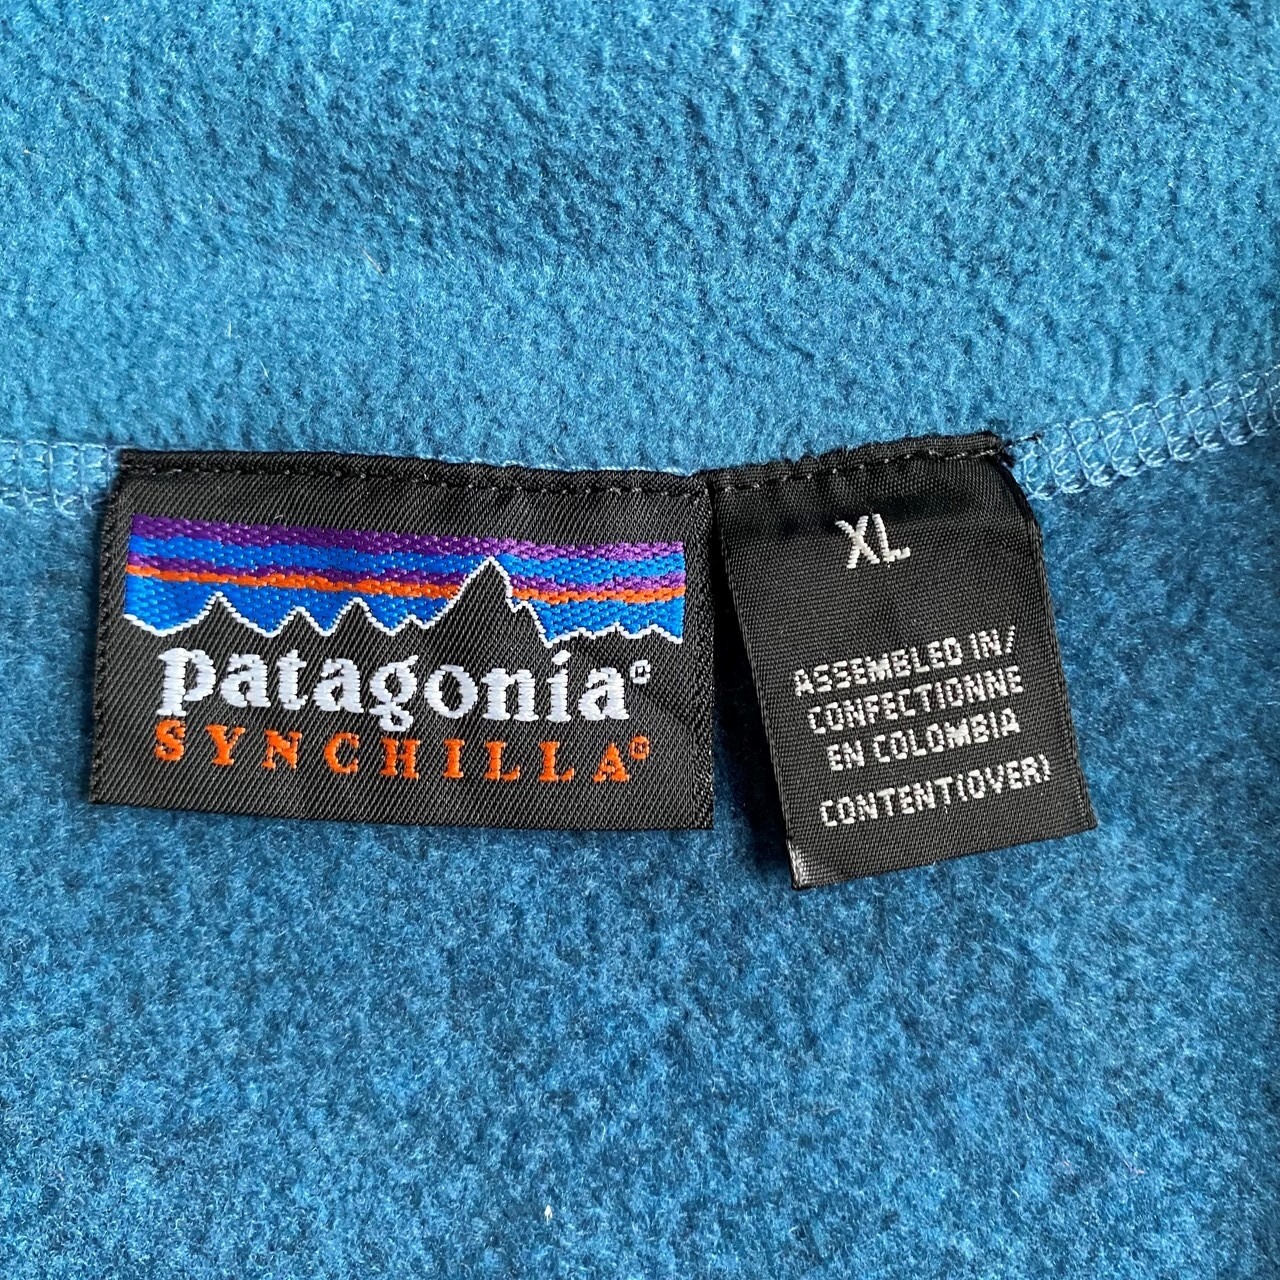 patagonia®
SYNCHILLA®
XL
ASSEMBLED IN/
CONFECTIONNE
EN COLOMBIA
CONTENT(OVER)